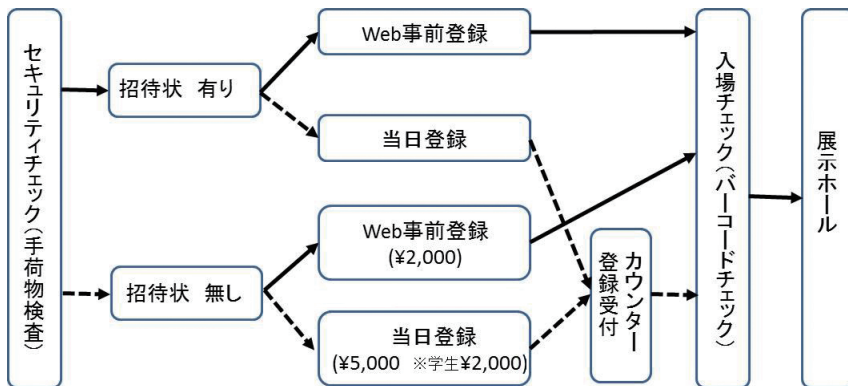 セキュリティチェック(手荷物検査)
招待状 有り
招待状 無し
Web事前登録
当日登録
Web事前登録
(¥2,000)
当日登録
(¥5,000 ※学生¥2,000)
カウンター
登録受付
入場チェック(バーコードチェック)
展示ホール